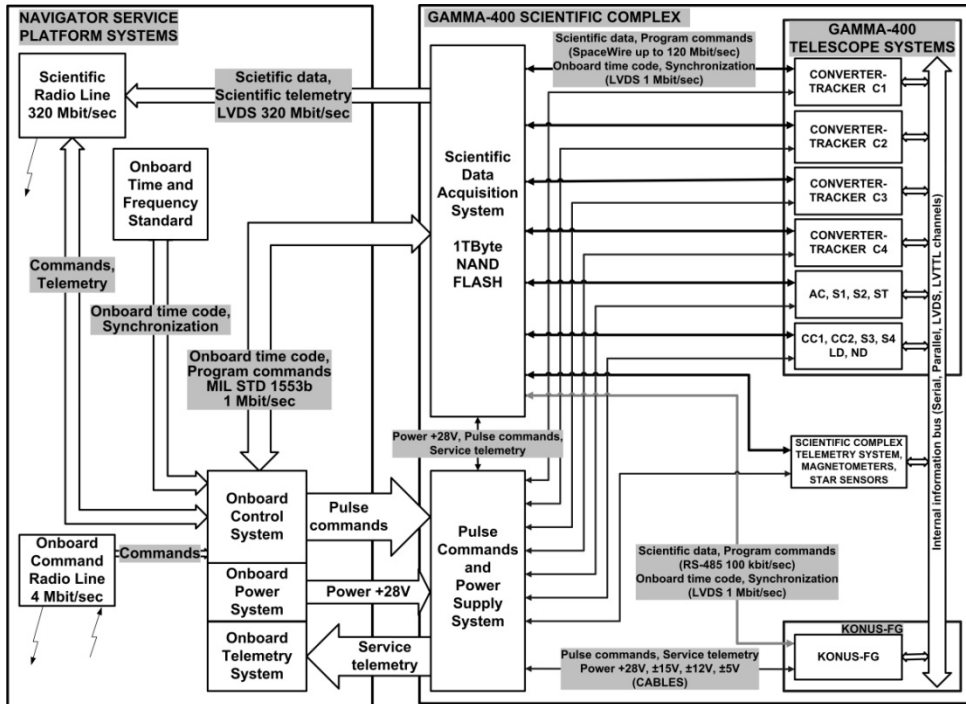 NAVIGATOR SERVICE
PLATFORM SYSTEMS
Scientific
Radio Line
320 Mbit/sec
Scietific data,
Scientific telemetry
LVDS 320 Mbit/sec
Onboard
Time and
Frequency
Standard
Commands,
Telemetry
Onboard time code,
Synchronization
Onboard time code,
Program commands
MIL STD 1553b
1 Mbit/sec
Onboard
Control
System
Pulse
commands
Onboard
Command
Radio Line
4 Mbit/sec
Commands
Onboard
Power
System
Power +28V
Onboard
Telemetry
System
Service
telemetry
GAMMA-400 SCIENTIFIC COMPLEX
Scientific data, Program commands
(SpaceWire up to 120 Mbit/sec)
Onboard time code, Synchronization
(LVDS 1 Mbit/sec)
Scientific
Data
Acquisition
System
1TByte
NAND
FLASH
Power +28V, Pulse commands,
Service telemetry
Pulse
Commands
and
Power
Supply
System
GAMMA-400
TELESCOPE SYSTEMS
CONVERTER-
TRACKER C1
CONVERTER-
TRACKER C2
CONVERTER-
TRACKER C3
CONVERTER-
TRACKER C4
AC, S1, S2, ST
CC1, CC2, S3, S4
LD, ND
SCIENTIFIC COMPLEX
TELEMETRY SYSTEM,
MAGNETOMETERS,
STAR SENSORS
Internal information bus (Serial, Parallel, LVDS, LVTTL channels)
Scientific data, Program commands
(RS-485 100 kbit/sec)
Onboard time code, Synchronization
(LVDS 1 Mbit/sec)
KONUS-FG
KONUS-FG
Pulse commands, Service telemetry
Power +28V, ±15V, ±12V, ±5V
(CABLES)